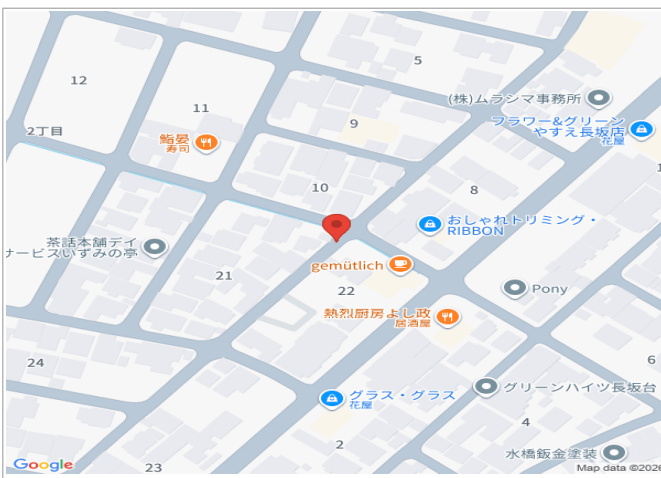 5
12
11
(株)ムラシマ事務所
フラワー&グリーン
やすえ長坂店
花屋
9
2丁目
鮨晏
寿司
10
8
おしゃれトリミング・
RIBBON
茶話本舗デイ
サービスいずみの亭
21
gemütlich
22
Pony
熱烈厨房よし政
居酒屋
24
6
グラス・グラス
花屋
グリーンハイツ長坂台
4
2
水橋鈑金塗装
23
Google
Map data ©2026